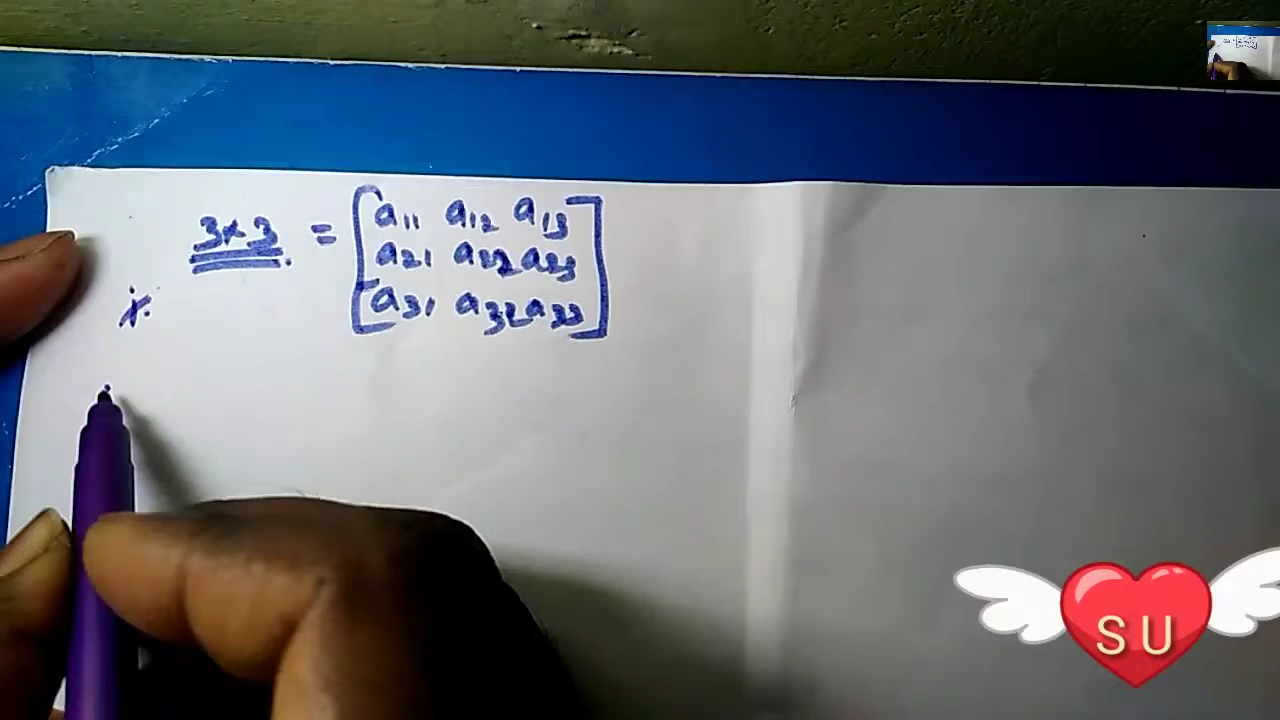 3×3 = [a11 a12 a13
a21 a22 a23
a31 a32 a33]
SU